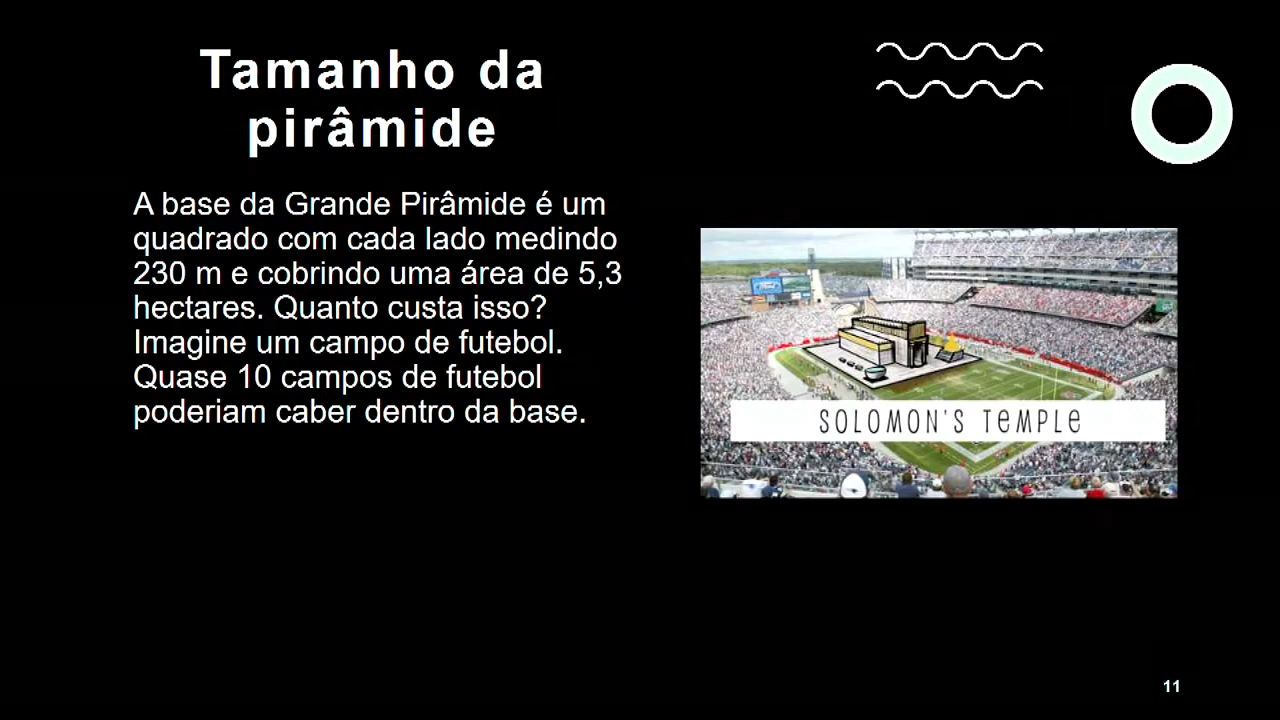 Tamanho da
pirâmide
A base da Grande Pirâmide é um
quadrado com cada lado medindo
230 m e cobrindo uma área de 5,3
hectares. Quanto custa isso?
Imagine um campo de futebol.
Quase 10 campos de futebol
poderiam caber dentro da base.
Ford
SOLOMON'S TEMPLE
11